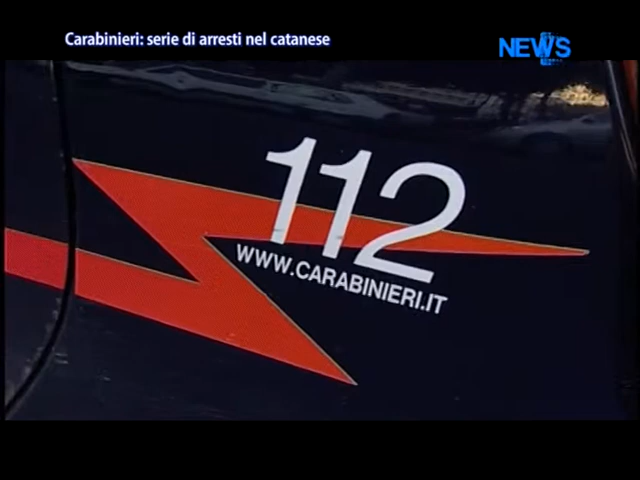 Carabinieri: serie di arresti nel catanese
NEWS
112
WWW.CARABINIERI.IT